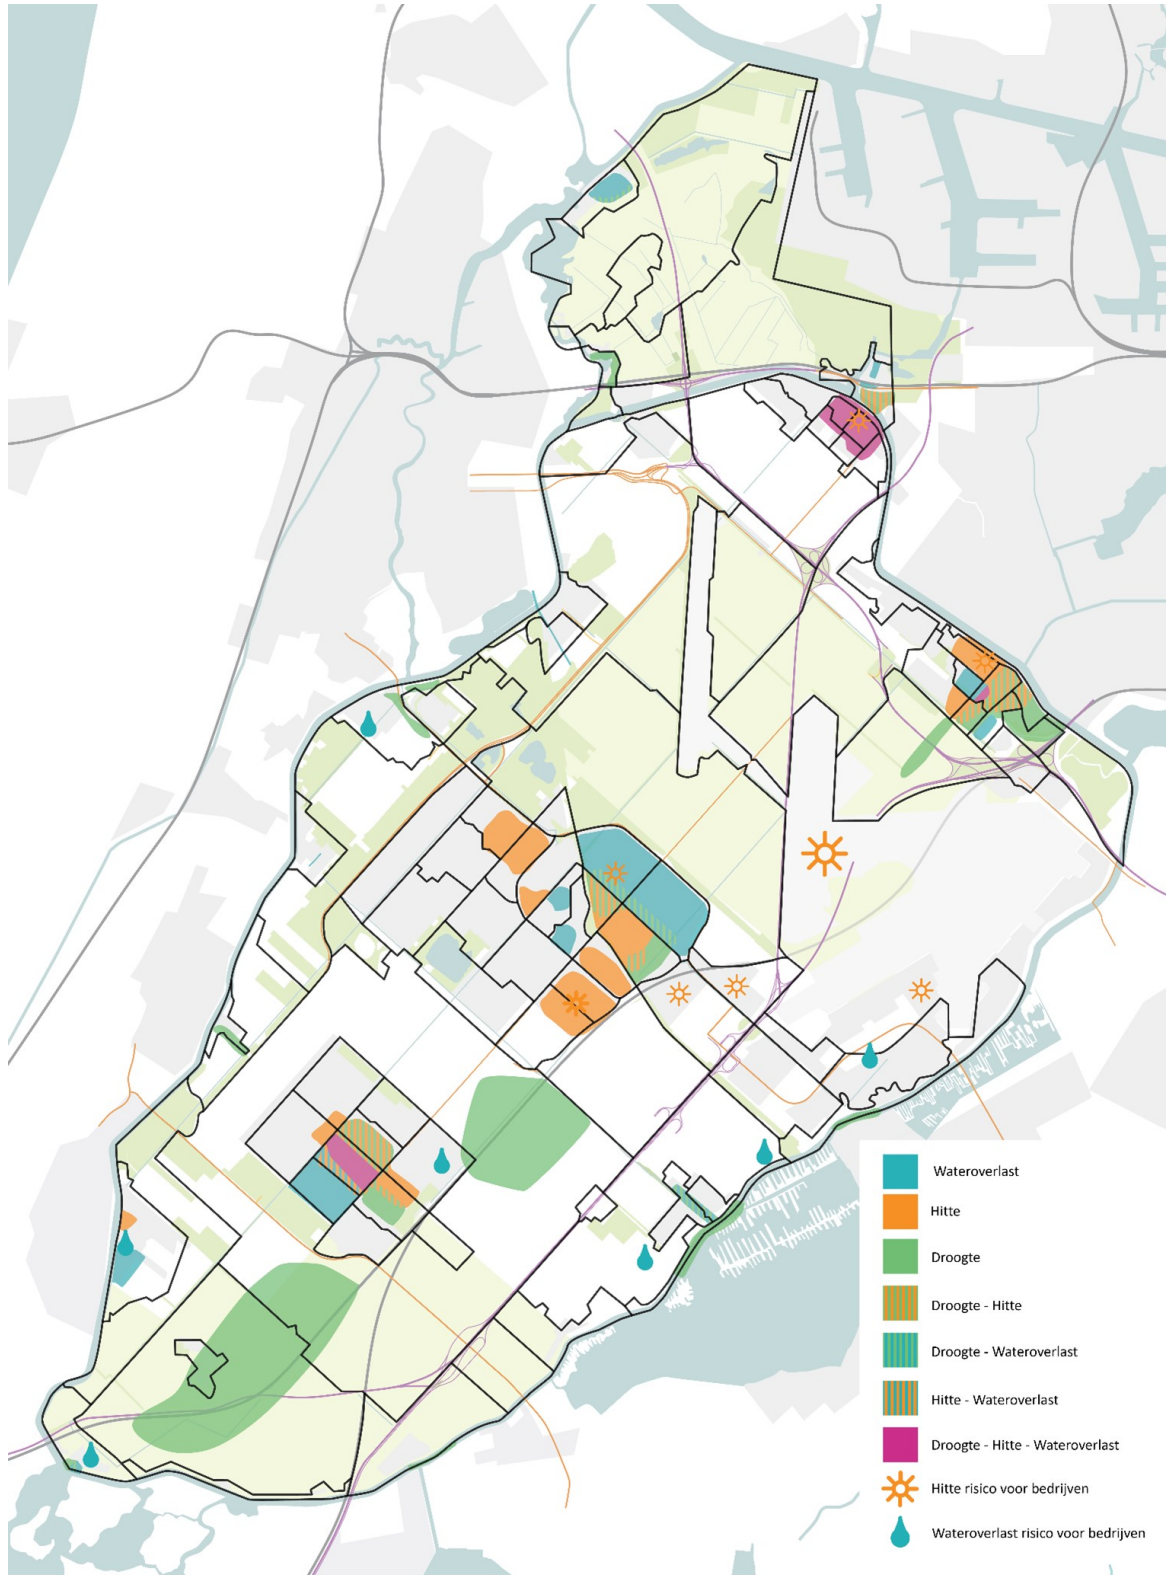 Wateroverlast
Hitte
Droogte
Droogte - Hitte
Droogte - Wateroverlast
Hitte - Wateroverlast
Droogte - Hitte - Wateroverlast
Hitte risico voor bedrijven
Wateroverlast risico voor bedrijven